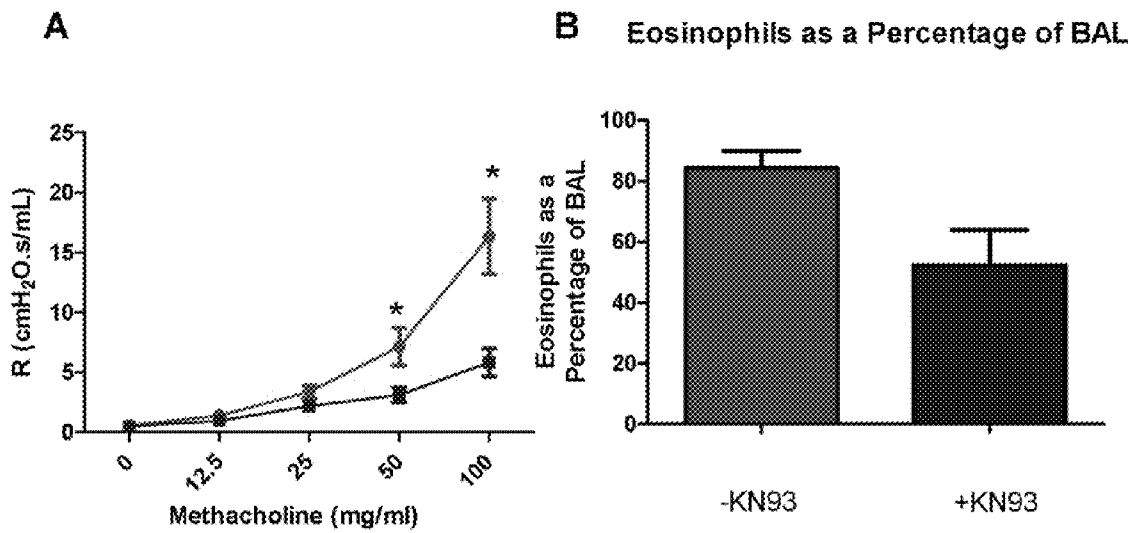 A
R (cmH₂O.s/mL)
25
20
15
10
5
0
*
*
0 12.5 25 50 100
Methacholine (mg/ml)
B Eosinophils as a Percentage of BAL
Eosinophils as a
Percentage of BAL
100
80
60
40
20
0
-KN93 +KN93